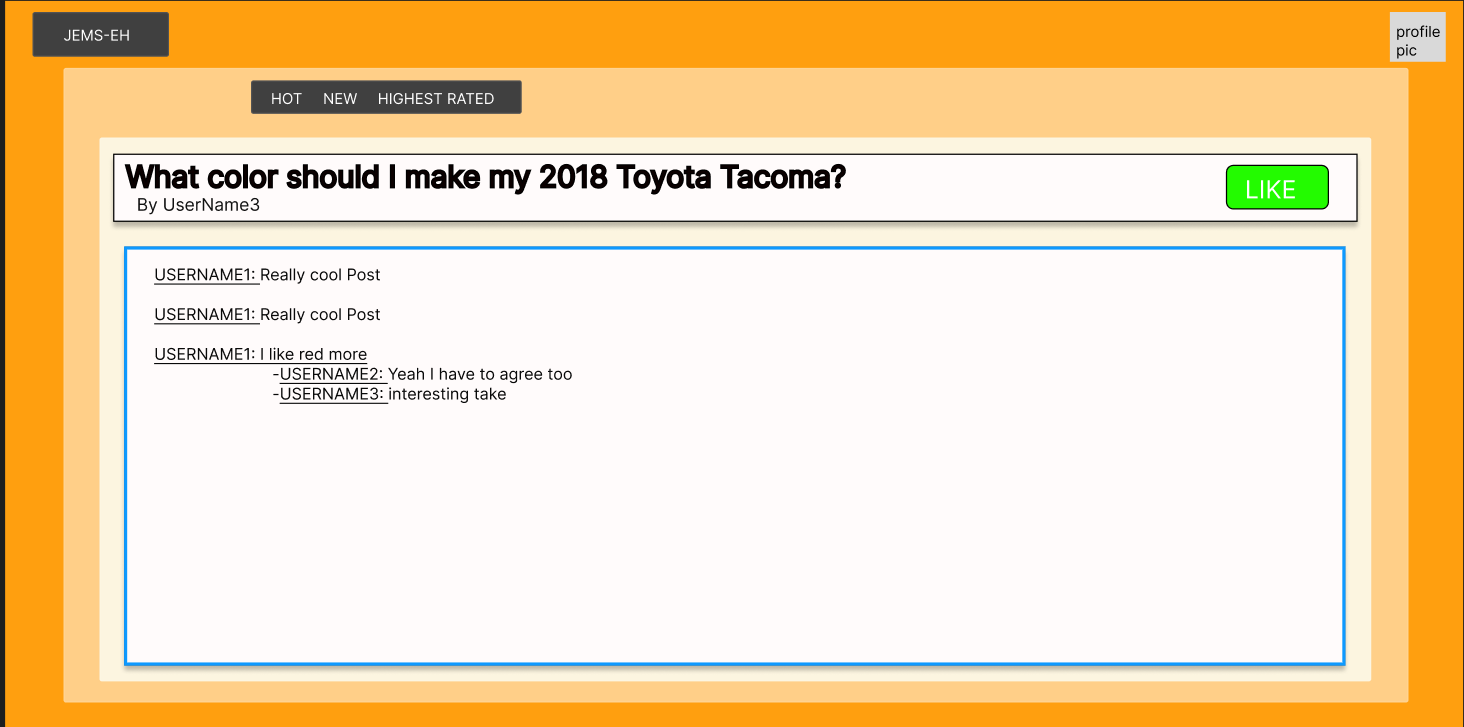 JEMS-EH
profile
pic
HOT NEW HIGHEST RATED
What color should I make my 2018 Toyota Tacoma?
By UserName3
LIKE
USERNAME1: Really cool Post
USERNAME1: Really cool Post
USERNAME1: I like red more
-USERNAME2: Yeah I have to agree too
-USERNAME3: interesting take